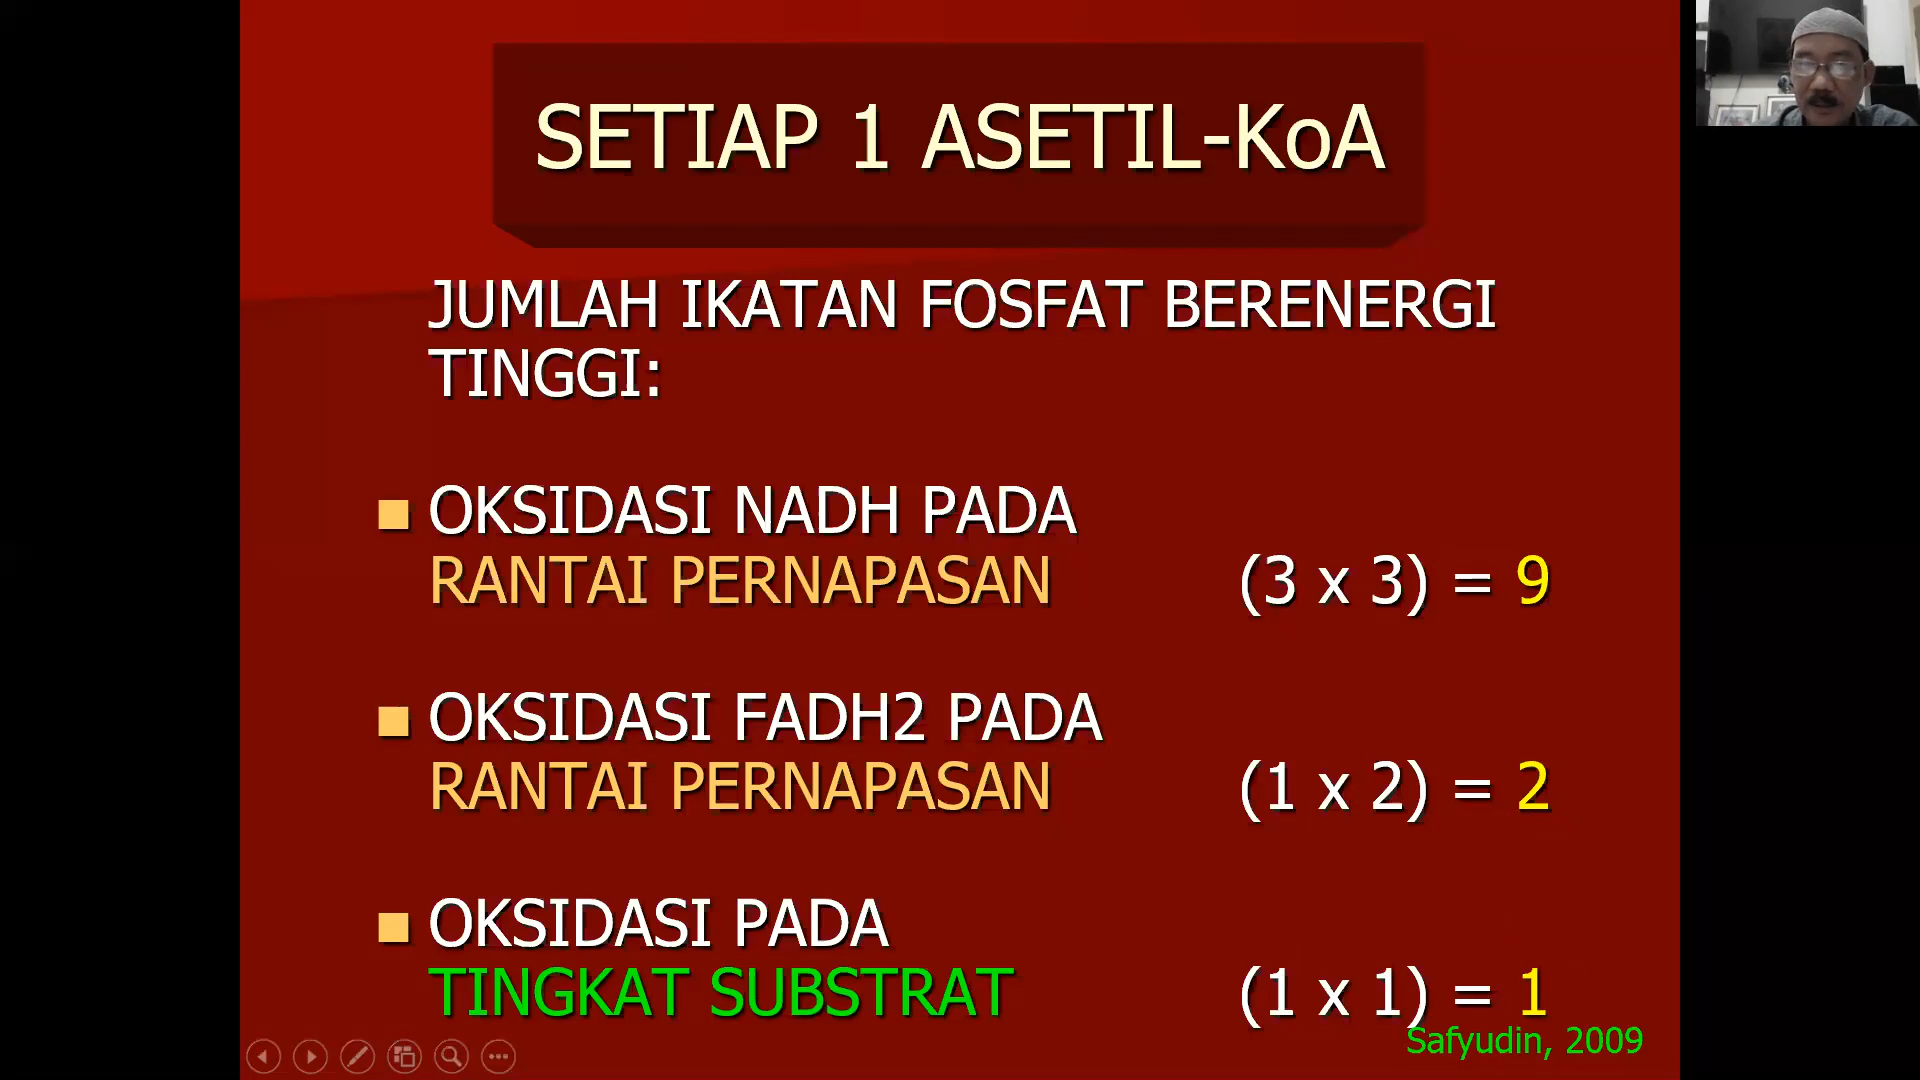 SETIAP 1 ASETIL-KoA
JUMLAH IKATAN FOSFAT BERENERGI
TINGGI:
OKSIDASI NADH PADA
RANTAI PERNAPASAN (3 x 3) = 9
OKSIDASI FADH2 PADA
RANTAI PERNAPASAN (1 x 2) = 2
OKSIDASI PADA
TINGKAT SUBSTRAT (1 x 1) = 1
Safyudin, 2009